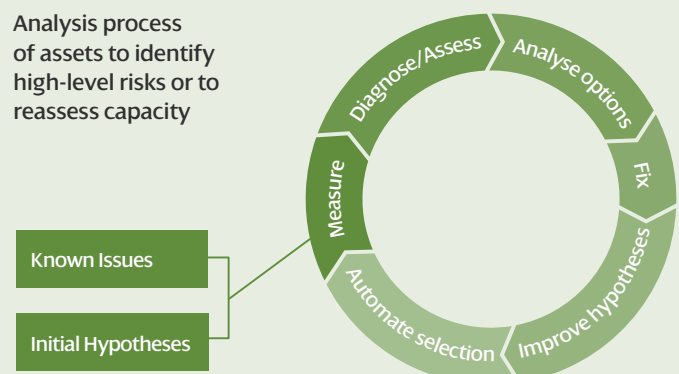 Analysis process
of assets to identify
high-level risks or to
reassess capacity
Known Issues
Initial Hypotheses
Measure
Diagnose/Assess
Analyse options
Fix
Improve hypotheses
Automate selection